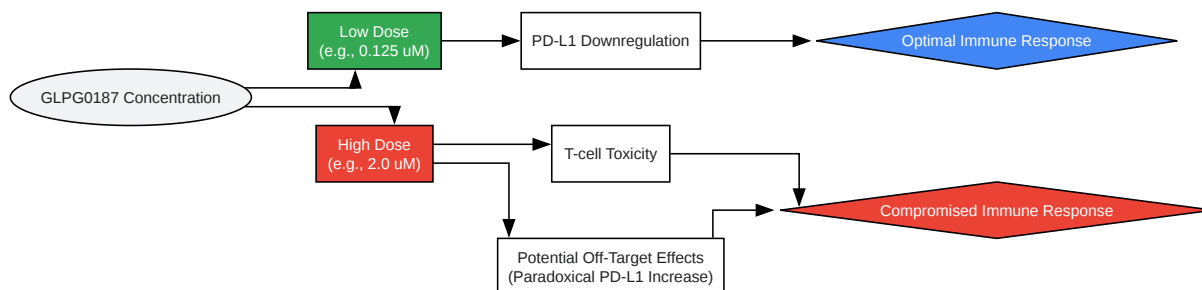 Low Dose
(e.g., 0.125 uM)
PD-L1 Downregulation
Optimal Immune Response
GLPG0187 Concentration
High Dose
(e.g., 2.0 uM)
T-cell Toxicity
Compromised Immune Response
Potential Off-Target Effects
(Paradoxical PD-L1 Increase)